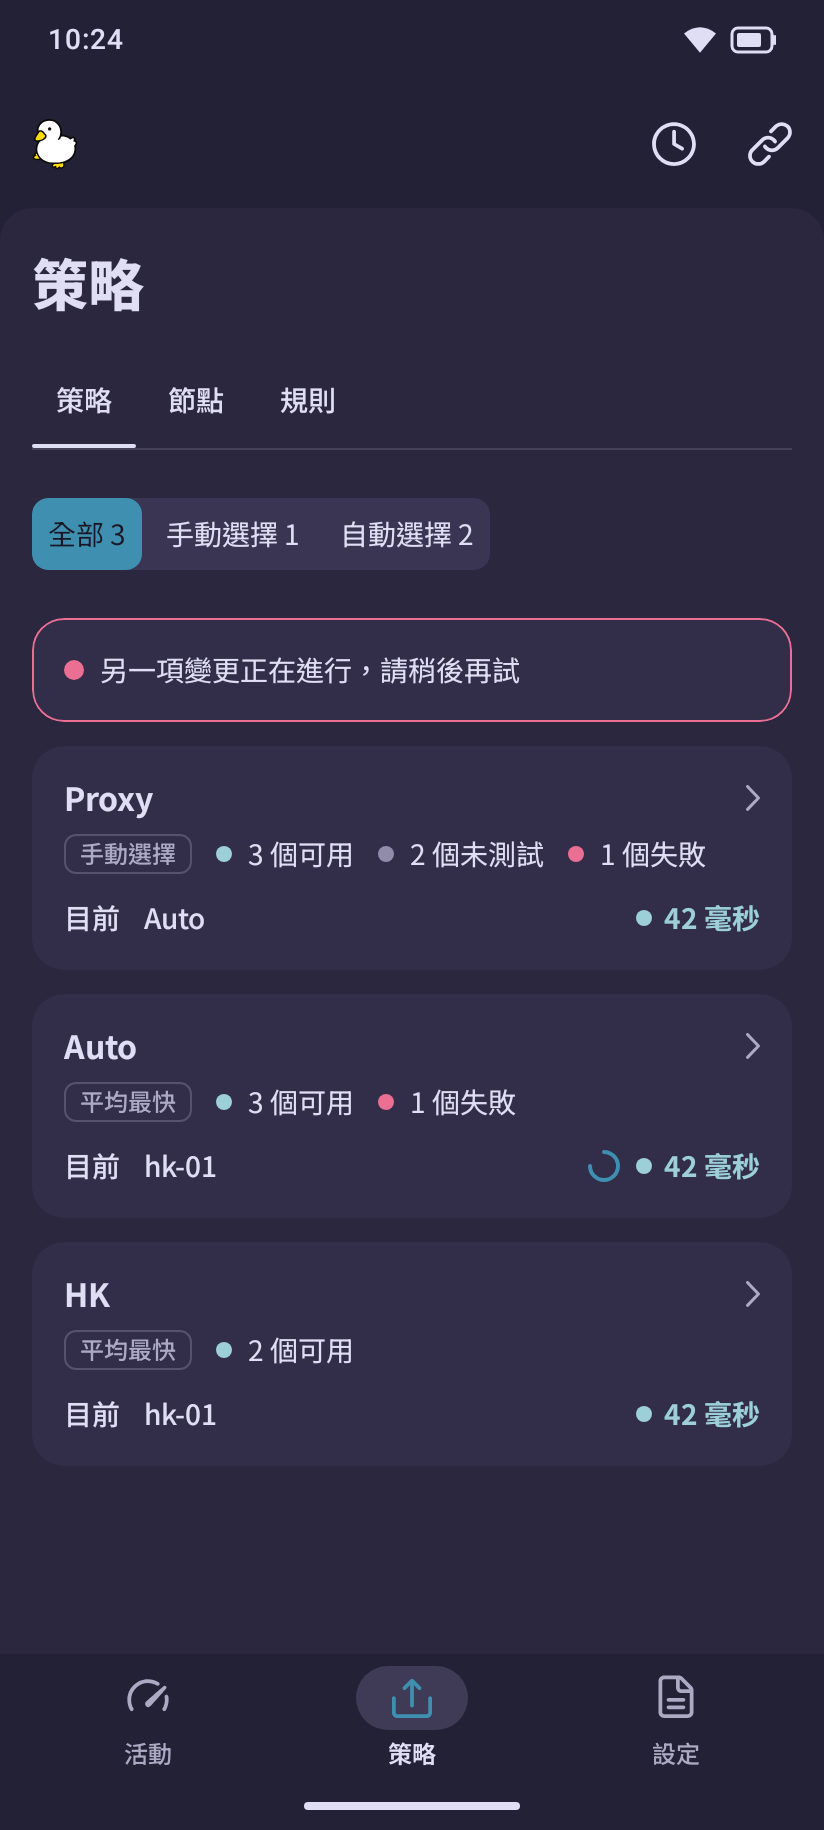 10:24
策略
策略 節點 規則
全部 3 手動選擇 1 自動選擇 2
另一項變更正在進行，請稍後再試
Proxy
手動選擇 3 個可用 2 個未測試 1 個失敗
目前 Auto 42 毫秒
Auto
平均最快 3 個可用 1 個失敗
目前 hk-01 42 毫秒
HK
平均最快 2 個可用
目前 hk-01 42 毫秒
活動 策略 設定